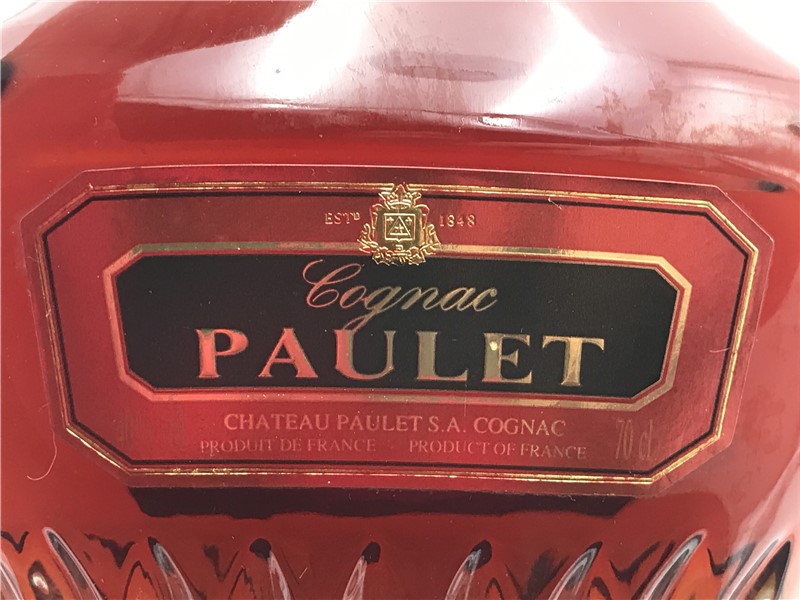 ESTD 1848
Cognac
PAULET
CHATEAU PAULET S.A. COGNAC
PRODUIT DE FRANCE PRODUCT OF FRANCE 70 cl